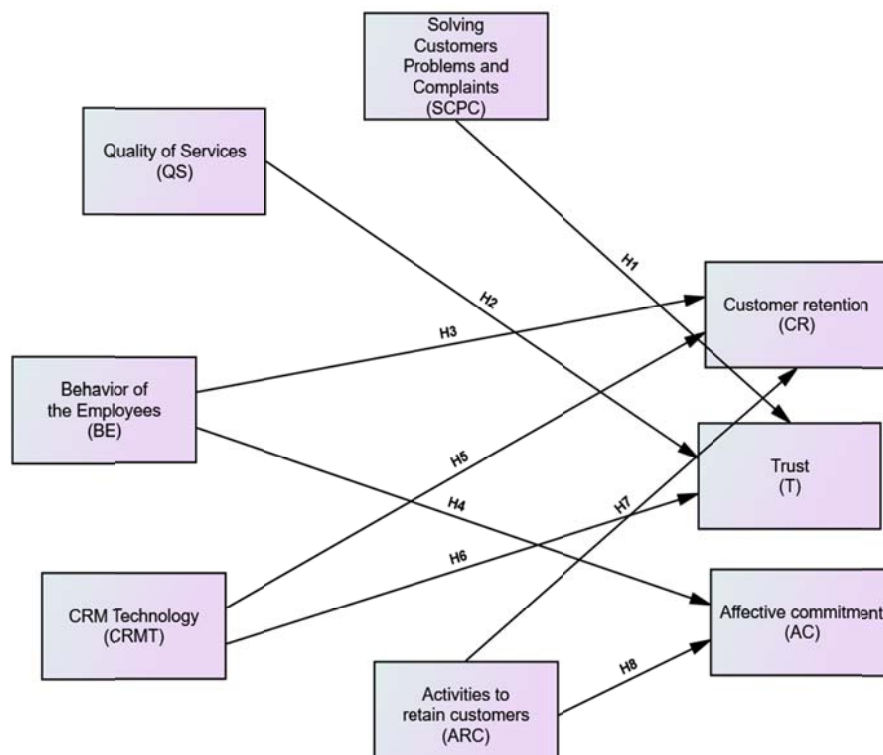 Solving
Customers
Problems and
Complaints
(SCPC)
Quality of Services
(QS)
H1
Customer retention
(CR)
H2
H3
Behavior of
the Employees
(BE)
H5
Trust
(T)
H7
H4
H6
CRM Technology
(CRMT)
Affective commitment
(AC)
H8
Activities to
retain customers
(ARC)